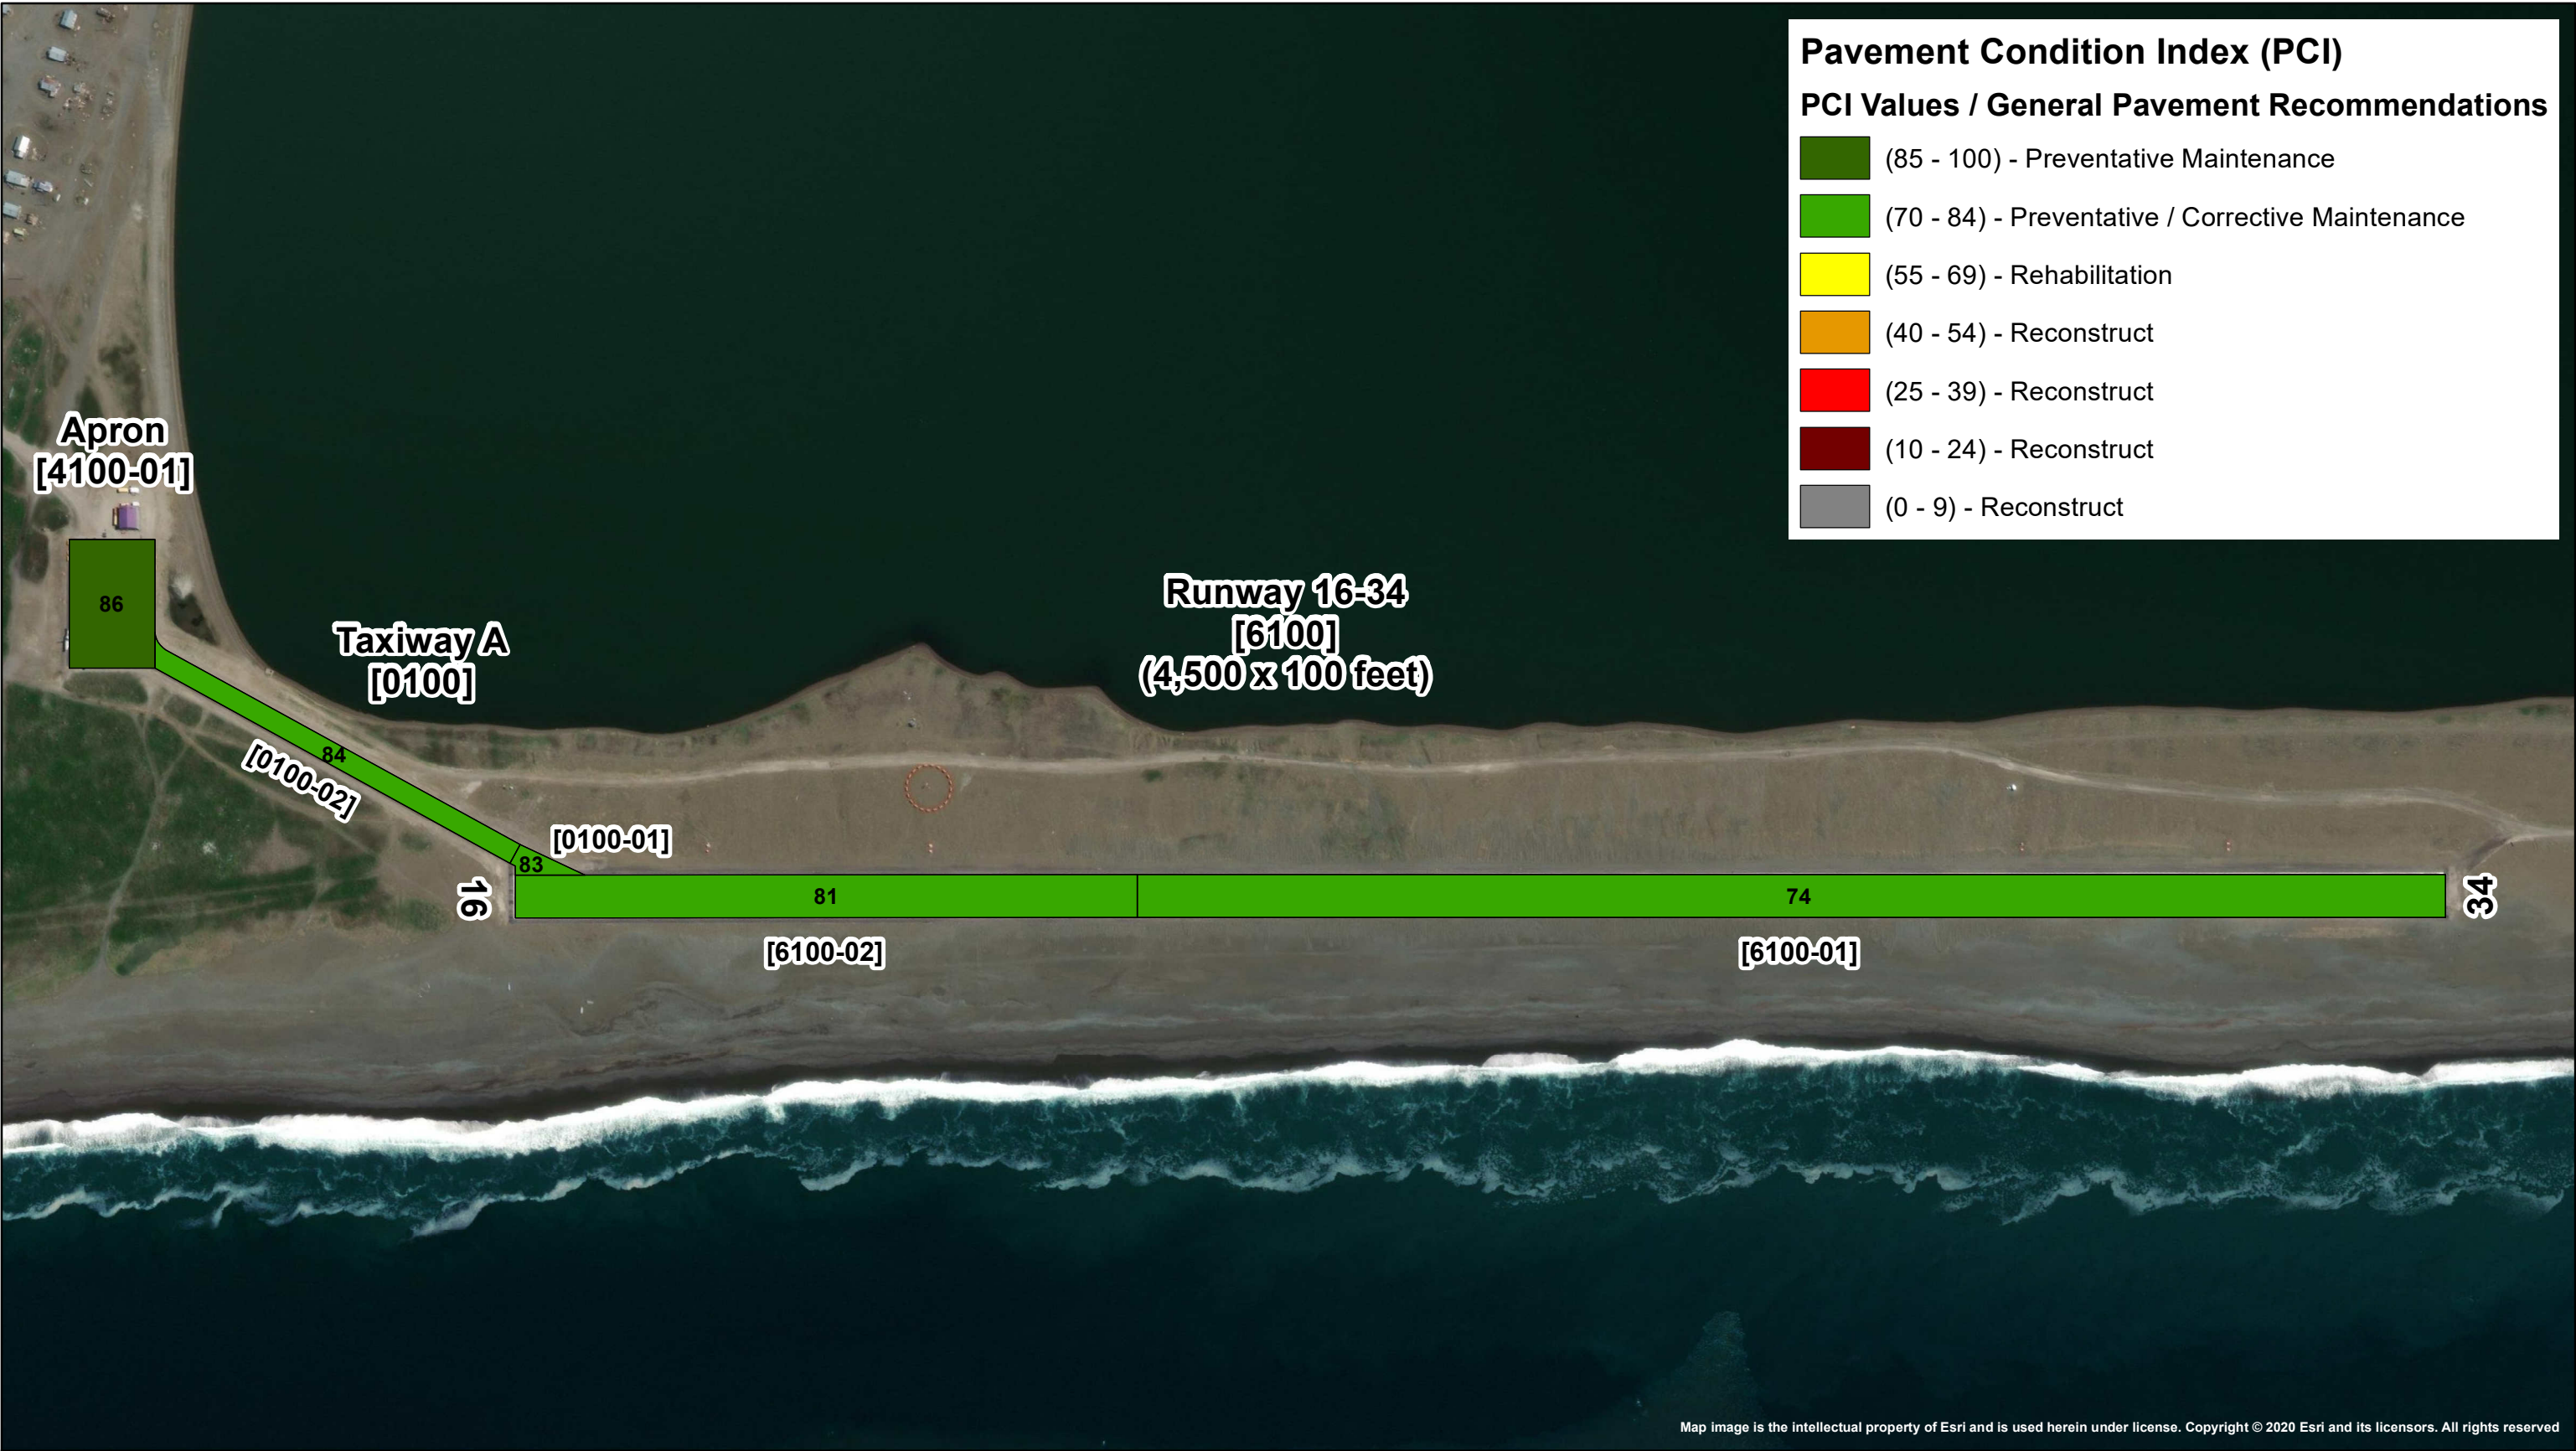 Pavement Condition Index (PCI)
PCI Values / General Pavement Recommendations
(85 - 100) - Preventative Maintenance
(70 - 84) - Preventative / Corrective Maintenance
(55 - 69) - Rehabilitation
(40 - 54) - Reconstruct
(25 - 39) - Reconstruct
(10 - 24) - Reconstruct
(0 - 9) - Reconstruct
Apron
[4100-01]
86
Taxiway A
[0100]
Runway 16-34
[6100]
(4,500 x 100 feet)
84
[0100-02]
[0100-01]
83
16
81
74
34
[6100-02]
[6100-01]
Map image is the intellectual property of Esri and is used herein under license. Copyright © 2020 Esri and its licensors. All rights reserved